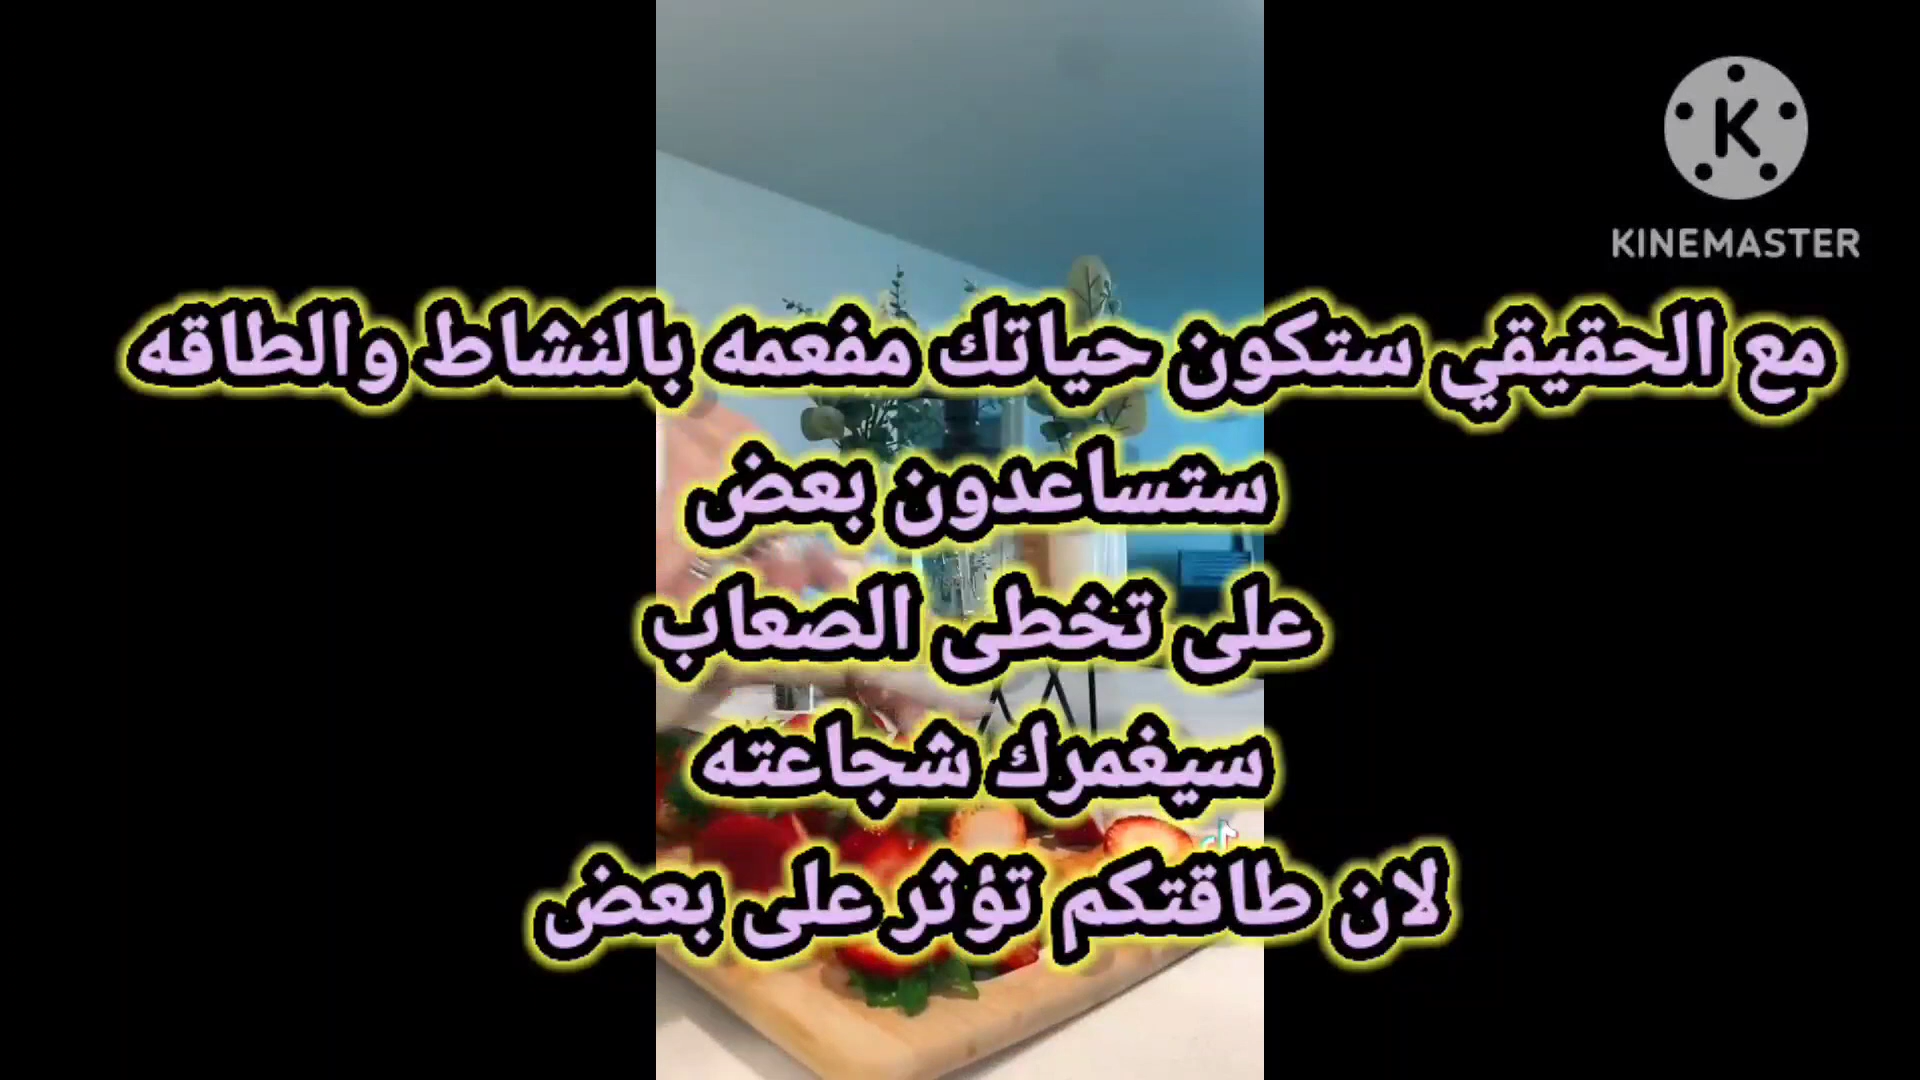 KINEMASTER
مع الحقيقي ستكون حياتك مفعمه بالنشاط والطاقه
ستساعدون بعض
على تخطى الصعاب
سيغمرك شجاعته
لان طاقتكم تؤثر على بعض